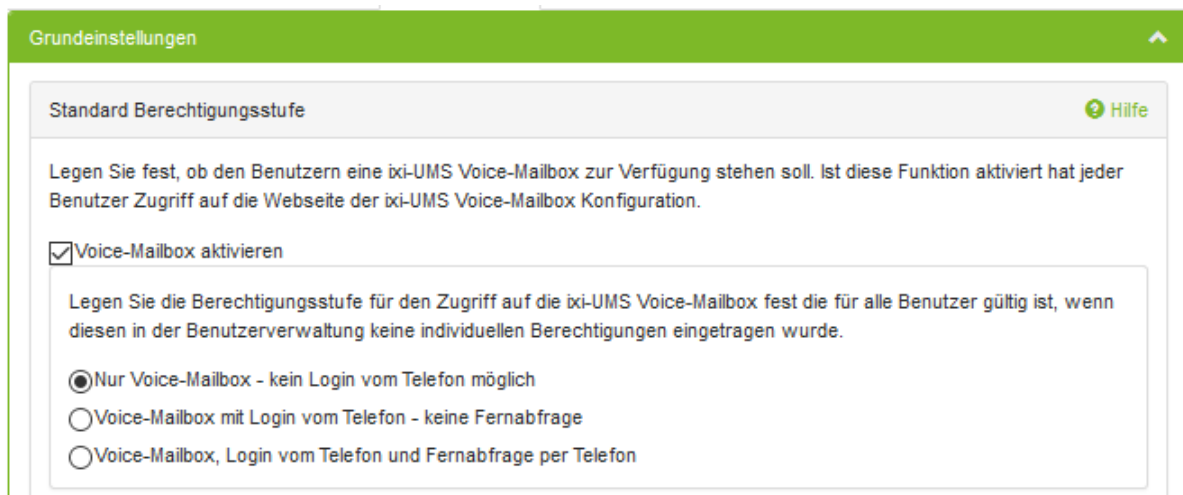 Grundeinstellungen
Standard Berechtigungsstufe
Hilfe
Legen Sie fest, ob den Benutzern eine ixi-UMS Voice-Mailbox zur Verfügung stehen soll. Ist diese Funktion aktiviert hat jeder
Benutzer Zugriff auf die Webseite der ixi-UMS Voice-Mailbox Konfiguration.
Voice-Mailbox aktivieren
Legen Sie die Berechtigungsstufe für den Zugriff auf die ixi-UMS Voice-Mailbox fest die für alle Benutzer gültig ist, wenn
diesen in der Benutzerverwaltung keine individuellen Berechtigungen eingetragen wurde.
Nur Voice-Mailbox - kein Login vom Telefon möglich
Voice-Mailbox mit Login vom Telefon - keine Fernabfrage
Voice-Mailbox, Login vom Telefon und Fernabfrage per Telefon